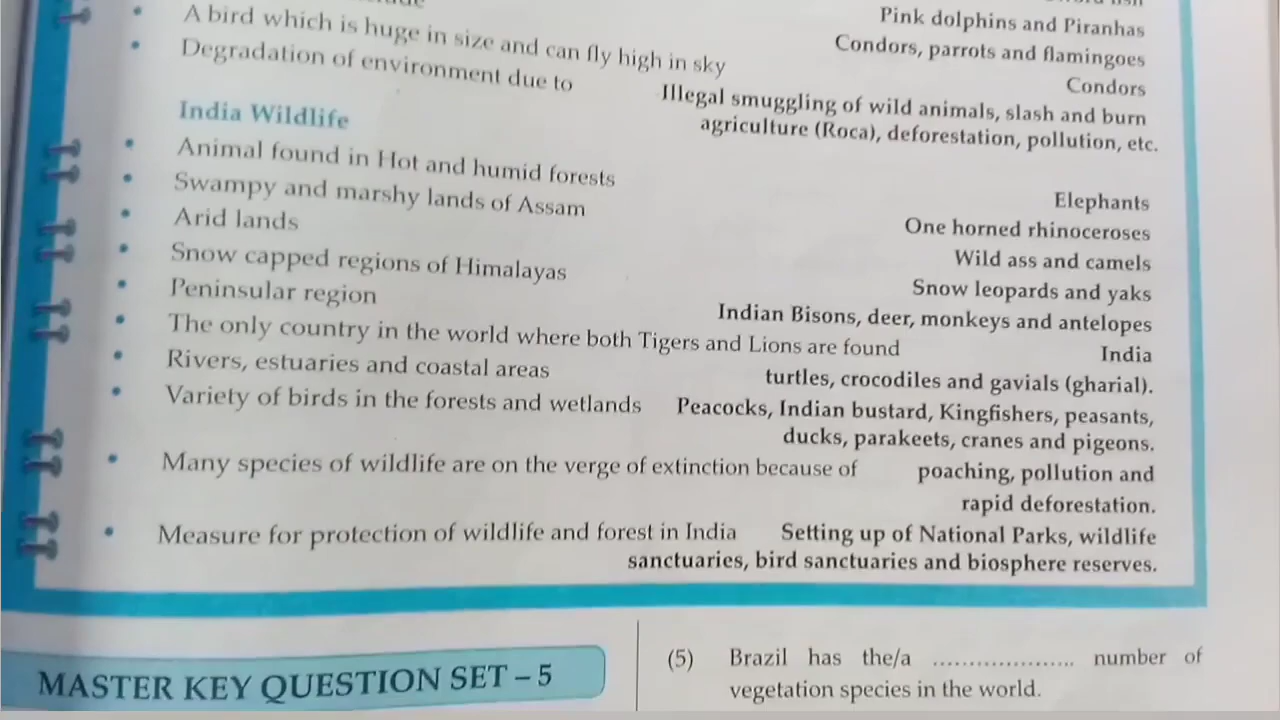 Pink dolphins and Piranhas
A bird which is huge in size and can fly high in sky
Condors, parrots and flamingoes
Degradation of environment due to
Condors
Illegal smuggling of wild animals, slash and burn
agriculture (Roca), deforestation, pollution, etc.
India Wildlife
• Animal found in Hot and humid forests Elephants
• Swampy and marshy lands of Assam One horned rhinoceroses
• Arid lands Wild ass and camels
• Snow capped regions of Himalayas Snow leopards and yaks
• Peninsular region Indian Bisons, deer, monkeys and antelopes
• The only country in the world where both Tigers and Lions are found India
• Rivers, estuaries and coastal areas turtles, crocodiles and gavials (gharial).
• Variety of birds in the forests and wetlands Peacocks, Indian bustard, Kingfishers, peasants,
ducks, parakeets, cranes and pigeons.
• Many species of wildlife are on the verge of extinction because of poaching, pollution and
rapid deforestation.
• Measure for protection of wildlife and forest in India Setting up of National Parks, wildlife
sanctuaries, bird sanctuaries and biosphere reserves.
MASTER KEY QUESTION SET – 5
(5) Brazil has the/a ..................... number of
vegetation species in the world.